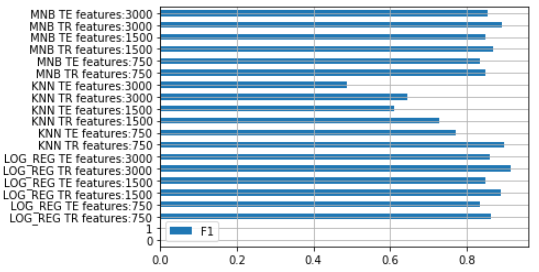 MNB TE features:3000
MNB TR features:3000
MNB TE features:1500
MNB TR features:1500
MNB TE features:750
MNB TR features:750
KNN TE features:3000
KNN TR features:3000
KNN TE features:1500
KNN TR features:1500
KNN TE features:750
KNN TR features:750
LOG_REG TE features:3000
LOG_REG TR features:3000
LOG_REG TE features:1500
LOG_REG TR features:1500
LOG_REG TE features:750
LOG_REG TR features:750
1
0
F1
0.0 0.2 0.4 0.6 0.8